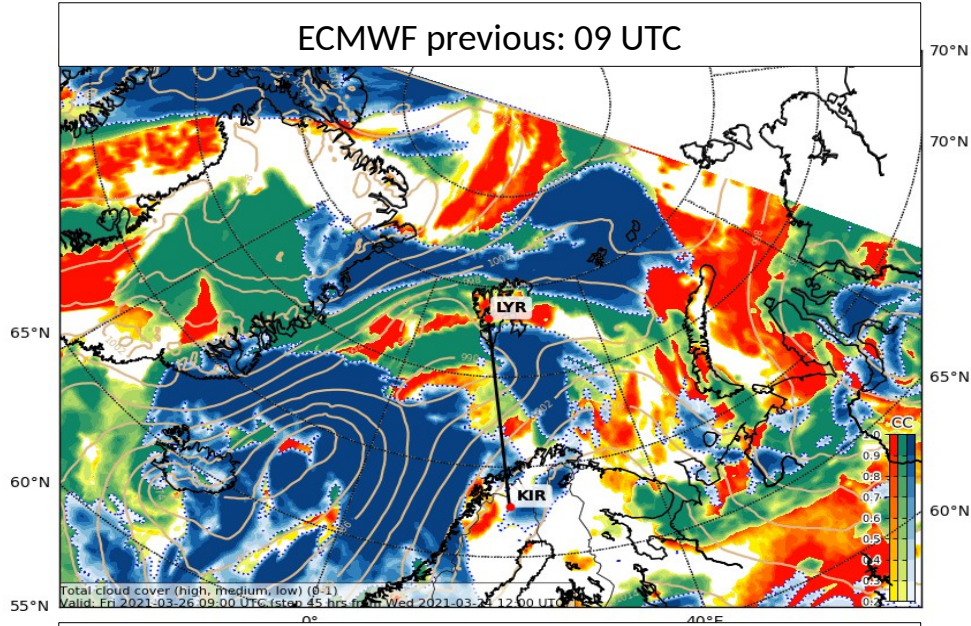 ECMWF previous: 09 UTC
70°N
70°N
LYR
65°N
65°N
CC
1.0
0.9
0.8
0.7
0.6
0.5
0.4
0.3
0.2
60°N
60°N
KIR
Total cloud cover (high, medium, low) (0-1)
Valid: Fri 2021-03-26 09:00 UTC (step 45 hrs from Wed 2021-03-24 12:00 UTC)
55°N
0°
40°E